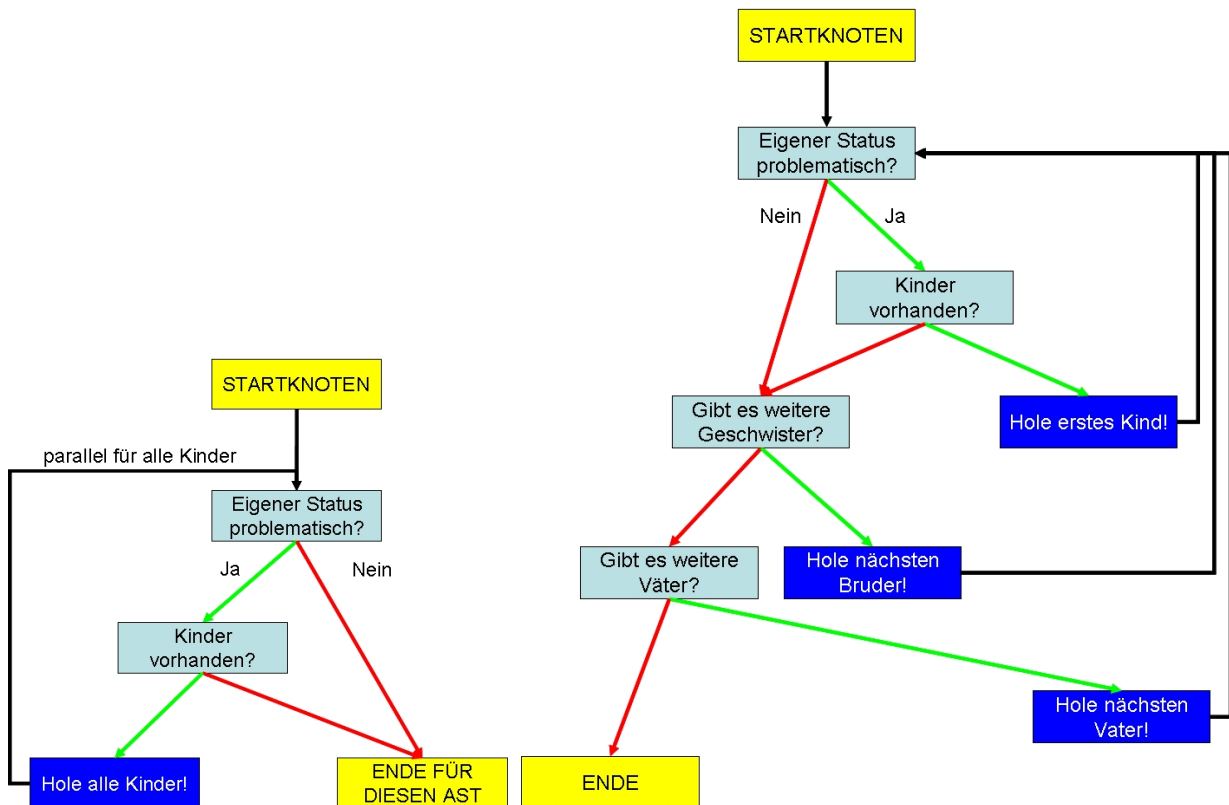 STARTKNOTEN
parallel für alle Kinder
Eigener Status
problematisch?
Ja
Nein
Kinder
vorhanden?
Hole alle Kinder!
ENDE FÜR
DIESEN AST
STARTKNOTEN
Eigener Status
problematisch?
Nein
Ja
Kinder
vorhanden?
Hole erstes Kind!
Gibt es weitere
Geschwister?
Gibt es weitere
Väter?
Hole nächsten
Bruder!
Hole nächsten
Vater!
ENDE